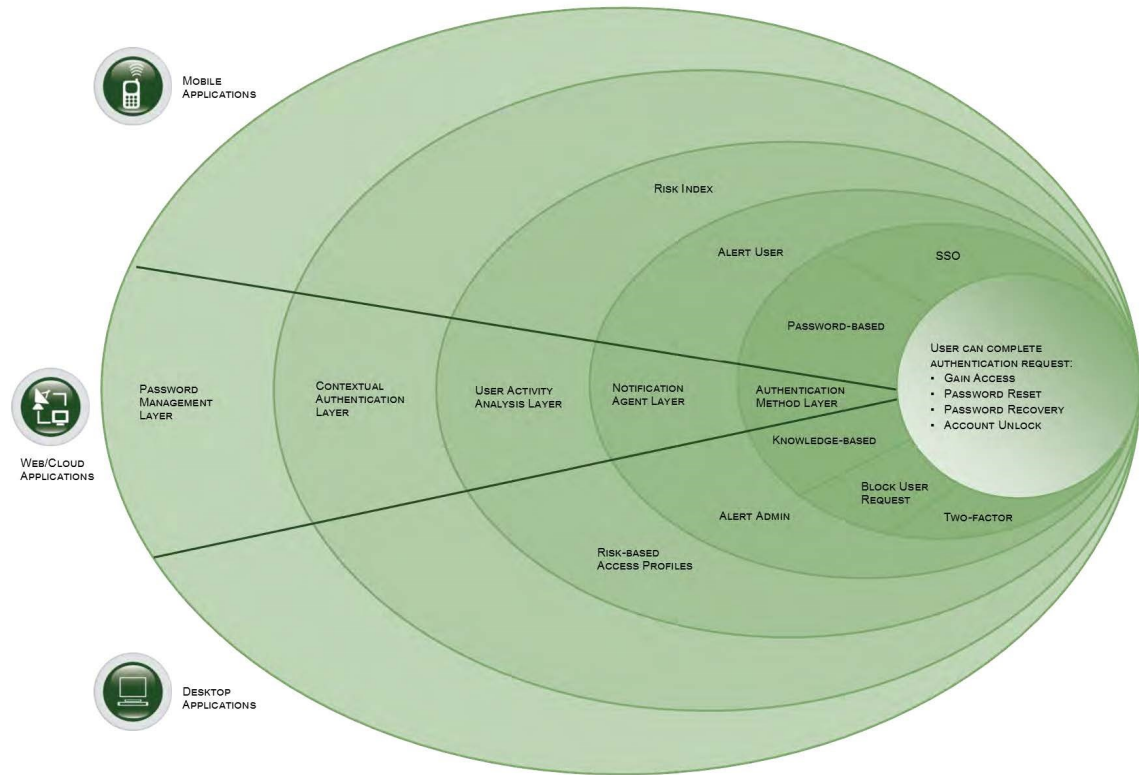 Mobile
Applications
Risk Index
Alert User
SSO
Password-based
User can complete
authentication request:
• Gain Access
• Password Reset
• Password Recovery
• Account Unlock
Password
Management
Layer
Contextual
Authentication
Layer
User Activity
Analysis Layer
Notification
Agent Layer
Authentication
Method Layer
Web/Cloud
Applications
Knowledge-based
Block User
Request
Two-factor
Alert Admin
Risk-based
Access Profiles
Desktop
Applications